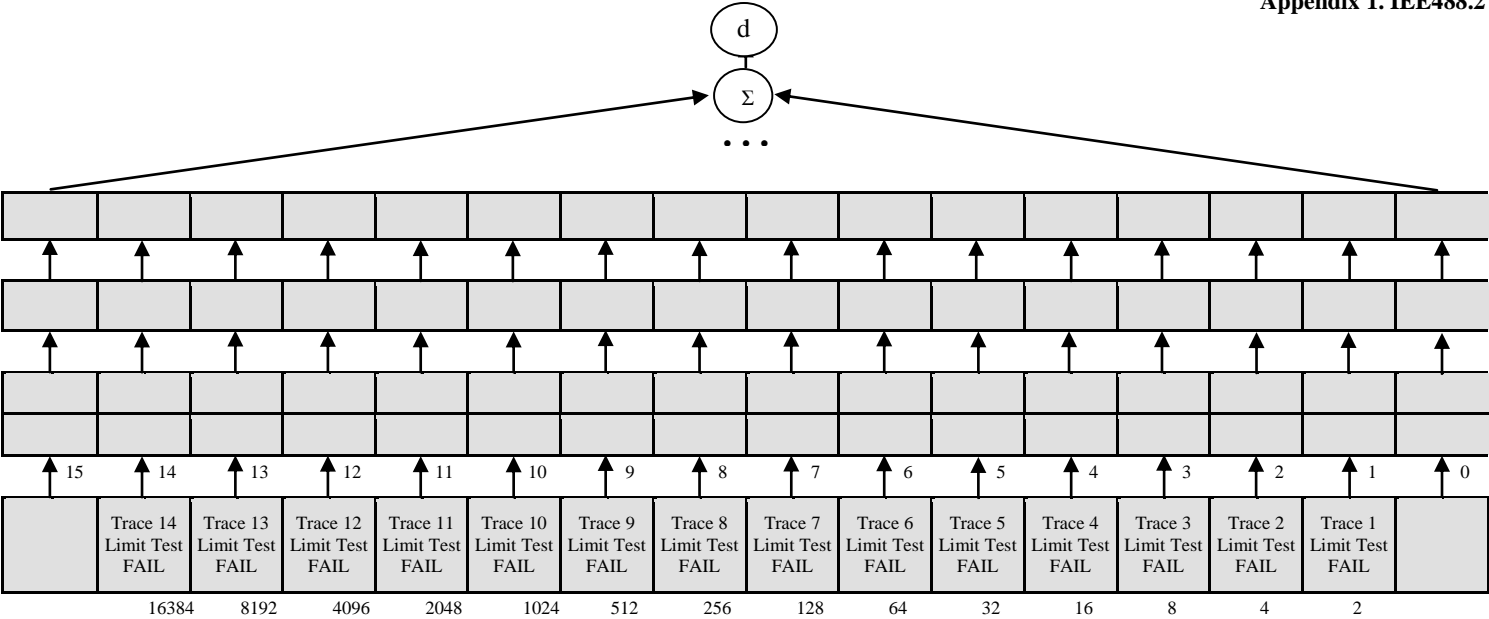 Appendix 1. IEE488.2
d
Σ
...
15 14 13 12 11 10 9 8 7 6 5 4 3 2 1 0
Trace 14 Trace 13 Trace 12 Trace 11 Trace 10 Trace 9 Trace 8 Trace 7 Trace 6 Trace 5 Trace 4 Trace 3 Trace 2 Trace 1
Limit Test Limit Test Limit Test Limit Test Limit Test Limit Test Limit Test Limit Test Limit Test Limit Test Limit Test Limit Test Limit Test Limit Test
FAIL FAIL FAIL FAIL FAIL FAIL FAIL FAIL FAIL FAIL FAIL FAIL FAIL FAIL
16384 8192 4096 2048 1024 512 256 128 64 32 16 8 4 2